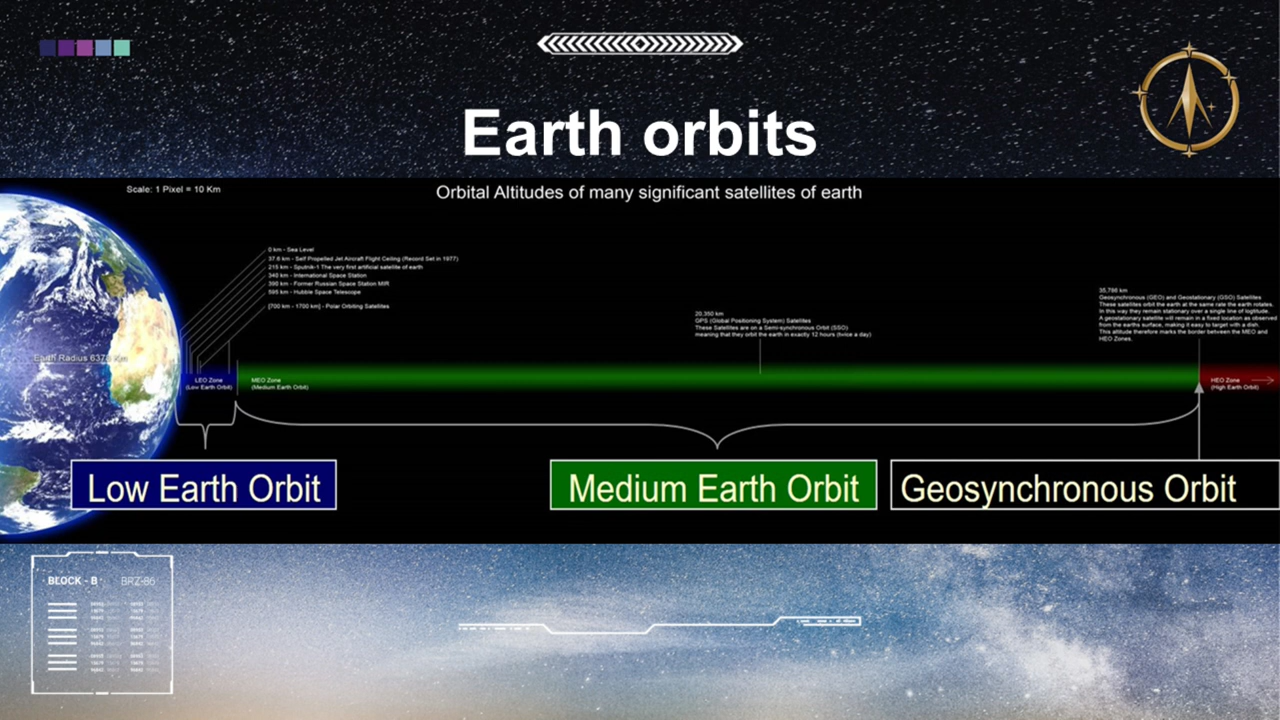 Earth orbits
Scale: 1 Pixel = 10 Km
Orbital Altitudes of many significant satellites of earth
0 km - Sea Level
37.6 km - Self Propelled Jet Aircraft Flight Ceiling (Record Set in 1977)
215 km - Sputnik-1 The very first artificial satellite of earth
340 km - International Space Station
390 km - Former Russian Space Station MIR
595 km - Hubble Space Telescope
[700 km - 1700 km] - Polar Orbiting Satellites
20,350 km
GPS (Global Positioning System) Satellites
These Satellites are on a Semi-synchronous Orbit (SSO)
meaning that they orbit the earth in exactly 12 hours (twice a day)
35,786 km
Geosynchronous (GEO) and Geostationary (GSO) Satellites
These satellites orbit the earth at the same rate the earth rotates.
In this way they remain stationary over a single line of logtitude.
A geostationary satellite will remain in a fixed location as observed
from the earths surface, making it easy to target with a dish.
This altitude therefore marks the border between the MEO and
HEO Zones.
Earth Radius Km
LEO Zone
(Low Earth Orbit)
MEO Zone
(Medium Earth Orbit)
HEO Zone
(High Earth Orbit)
Low Earth Orbit
Medium Earth Orbit
Geosynchronous Orbit
BLOCK - B
BRZ-86